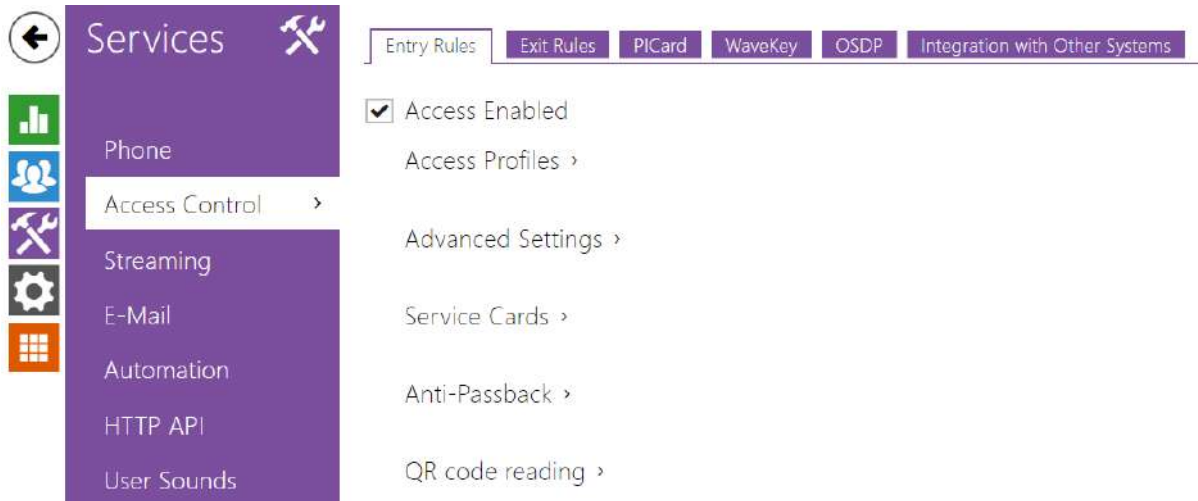 Services
Phone
Access Control
Streaming
E-Mail
Automation
HTTP API
User Sounds
Entry Rules
Exit Rules
PICard
WaveKey
OSDP
Integration with Other Systems
Access Enabled
Access Profiles
Advanced Settings
Service Cards
Anti-Passback
QR code reading